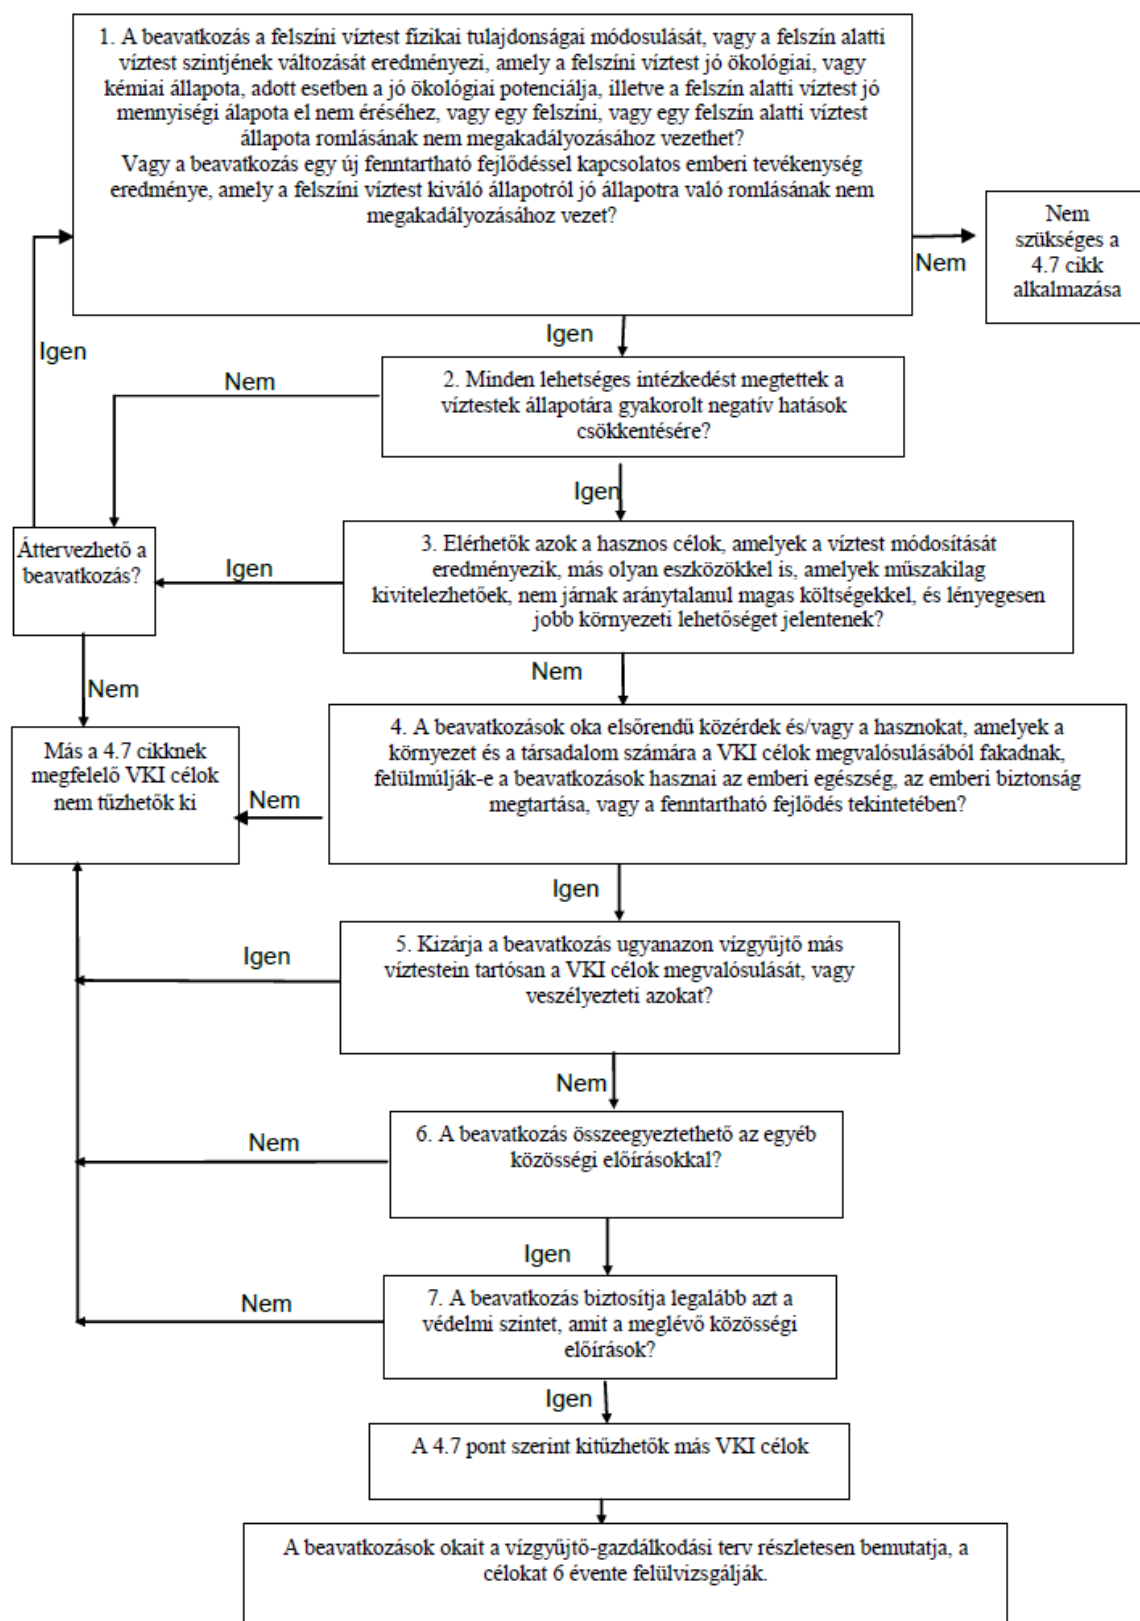 1. A beavatkozás a felszíni víztest fizikai tulajdonságai módosulását, vagy a felszín alatti
víztest szintjének változását eredményezi, amely a felszíni víztest jó ökológiai, vagy
kémiai állapota, adott esetben a jó ökológiai potenciálja, illetve a felszín alatti víztest jó
mennyiségi álapota el nem éréséhez, vagy egy felszíni, vagy egy felszín alatti víztest
állapota romlásának nem megakadályozásához vezethet?
Vagy a beavatkozás egy új fenntartható fejlődéssel kapcsolatos emberi tevékenység
eredménye, amely a felszíni víztest kiváló állapotról jó állapotra való romlásának nem
megakadályozásához vezet?
Nem
Nem
szükséges a
4.7 cikk
alkalmazása
Igen
Igen
Nem
2. Minden lehetséges intézkedést megtettek a
víztestek állapotára gyakorolt negatív hatások
csökkentésére?
Igen
Áttervezhető a
beavatkozás?
Igen
3. Elérhetők azok a hasznos célok, amelyek a víztest módosítását
eredményezik, más olyan eszközökkel is, amelyek műszakilag
kivitelezhetőek, nem járnak aránytalanul magas költségekkel, és lényegesen
jobb környezeti lehetőséget jelentenek?
Nem
Nem
Más a 4.7 cikknek
megfelelő VKI célok
nem tűzhetők ki
Nem
4. A beavatkozások oka elsőrendű közérdek és/vagy a hasznokat, amelyek a
környezet és a társadalom számára a VKI célok megvalósulásából fakadnak,
felülmúlják-e a beavatkozások hasznai az emberi egészség, az emberi biztonság
megtartása, vagy a fenntartható fejlődés tekintetében?
Igen
Igen
5. Kizárja a beavatkozás ugyanazon vízgyűjtő más
víztestein tartósan a VKI célok megvalósulását, vagy
veszélyezteti azokat?
Nem
Nem
6. A beavatkozás összeegyeztethető az egyéb
közösségi előírásokkal?
Igen
Nem
7. A beavatkozás biztosítja legalább azt a
védelmi szintet, amit a meglévő közösségi
előírások?
Igen
A 4.7 pont szerint kitűzhetők más VKI célok
A beavatkozások okait a vízgyűjtő-gazdálkodási terv részletesen bemutatja, a
célokat 6 évente felülvizsgálják.